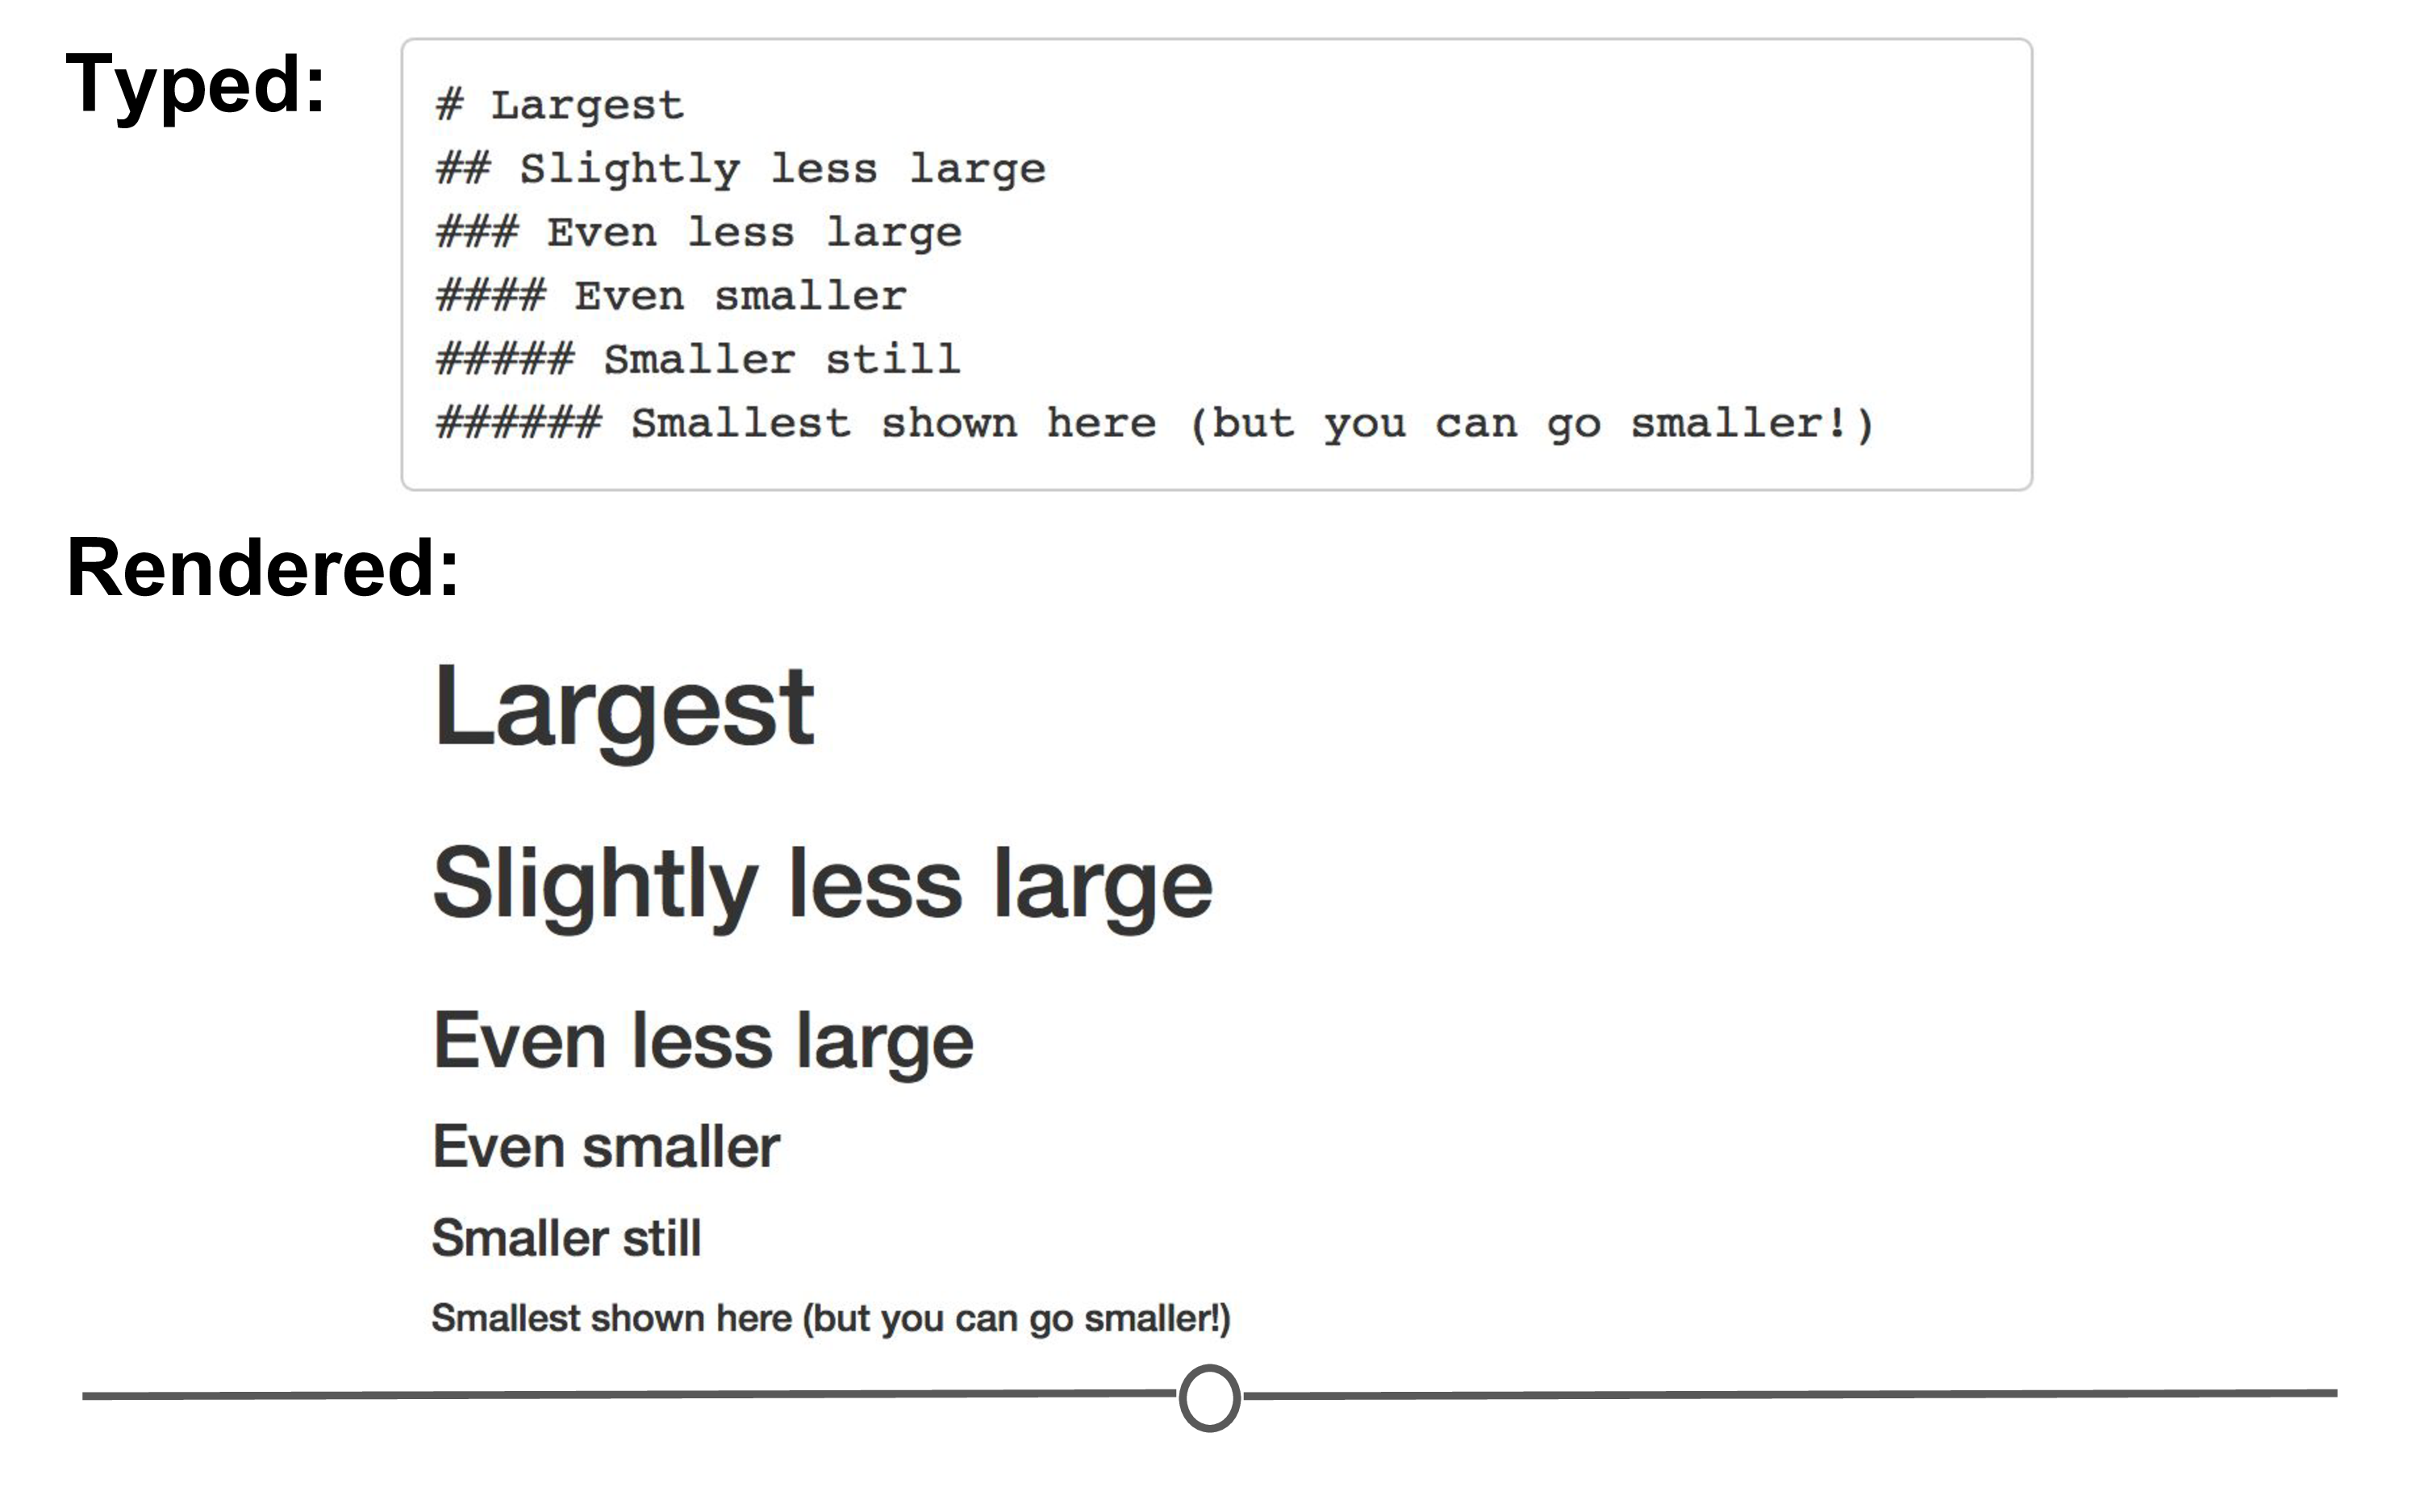 Typed:
# Largest
## Slightly less large
### Even less large
#### Even smaller
##### Smaller still
###### Smallest shown here (but you can go smaller!)
Rendered:
Largest
Slightly less large
Even less large
Even smaller
Smaller still
Smallest shown here (but you can go smaller!)